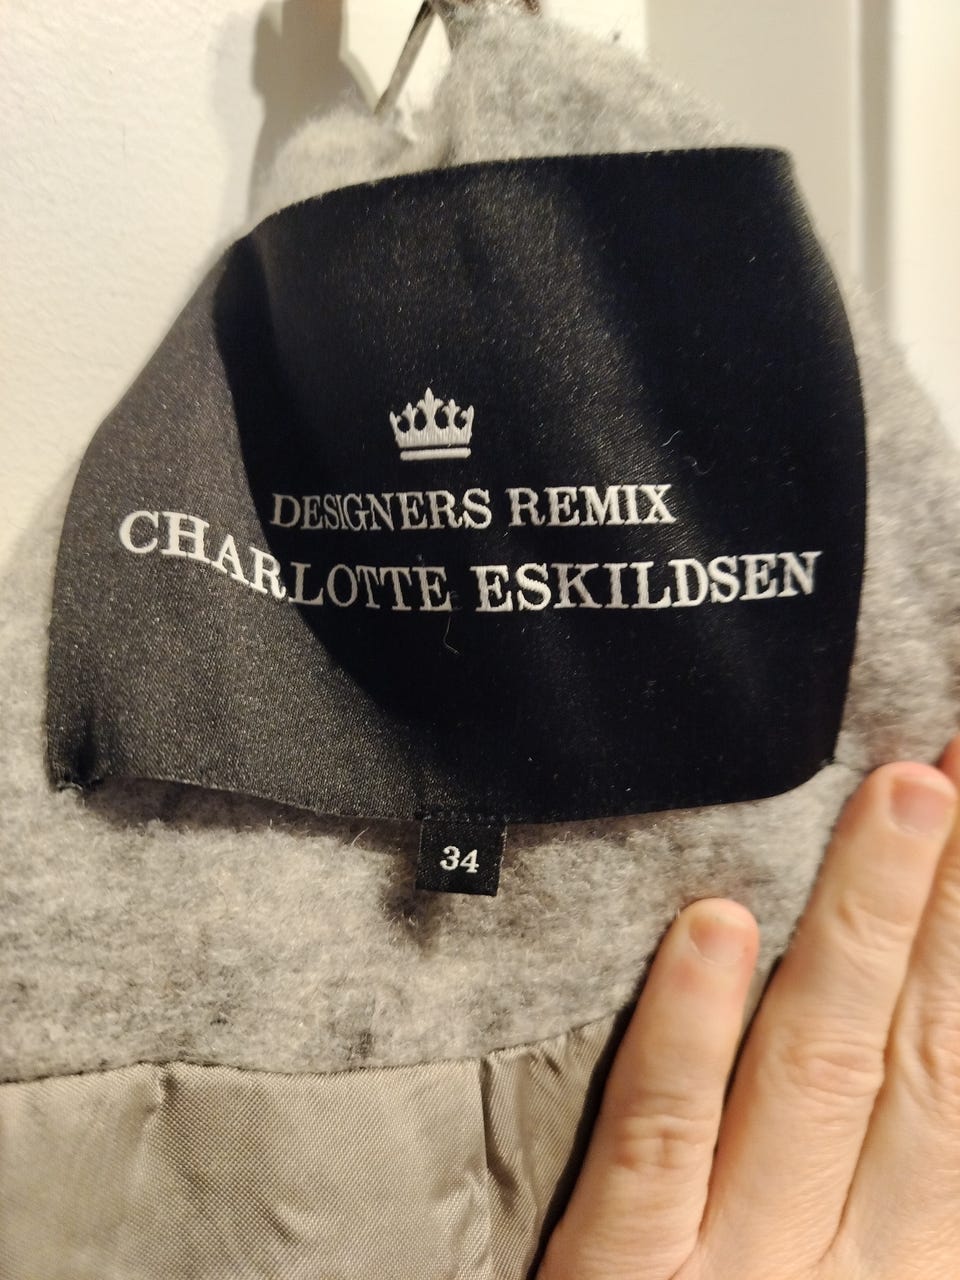 DESIGNERS REMIX
CHARLOTTE ESKILDSEN
34